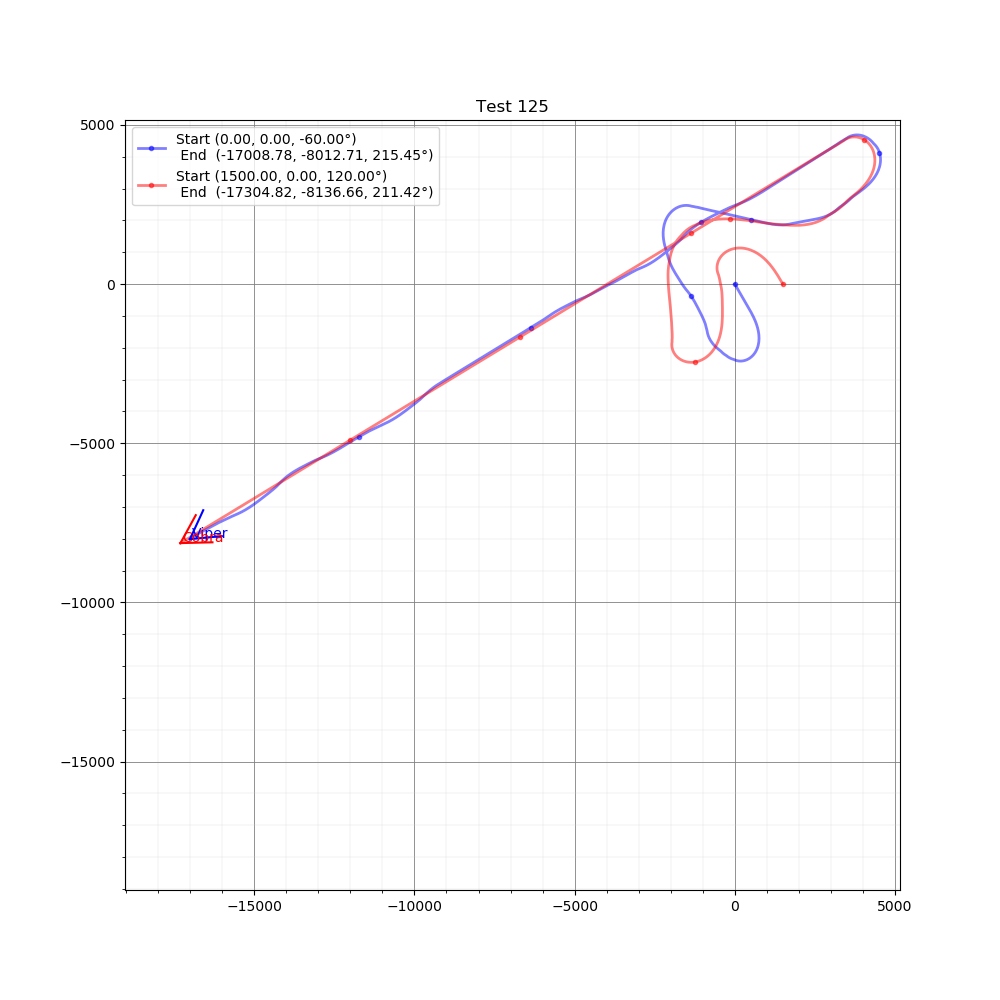 Test 125
Start (0.00, 0.00, -60.00°)
End (-17008.78, -8012.71, 215.45°)
Start (1500.00, 0.00, 120.00°)
End (-17304.82, -8136.66, 211.42°)
5000
0
−5000
−10000
−15000
Viper
−15000
−10000
−5000
0
5000